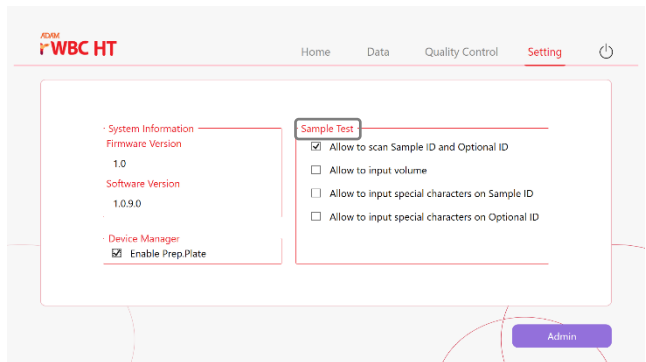 ADAM
rWBC HT
Home Data Quality Control Setting
System Information
Firmware Version
1.0
Software Version
1.0.9.0
Device Manager
Enable Prep.Plate
Sample Test
Allow to scan Sample ID and Optional ID
Allow to input volume
Allow to input special characters on Sample ID
Allow to input special characters on Optional ID
Admin